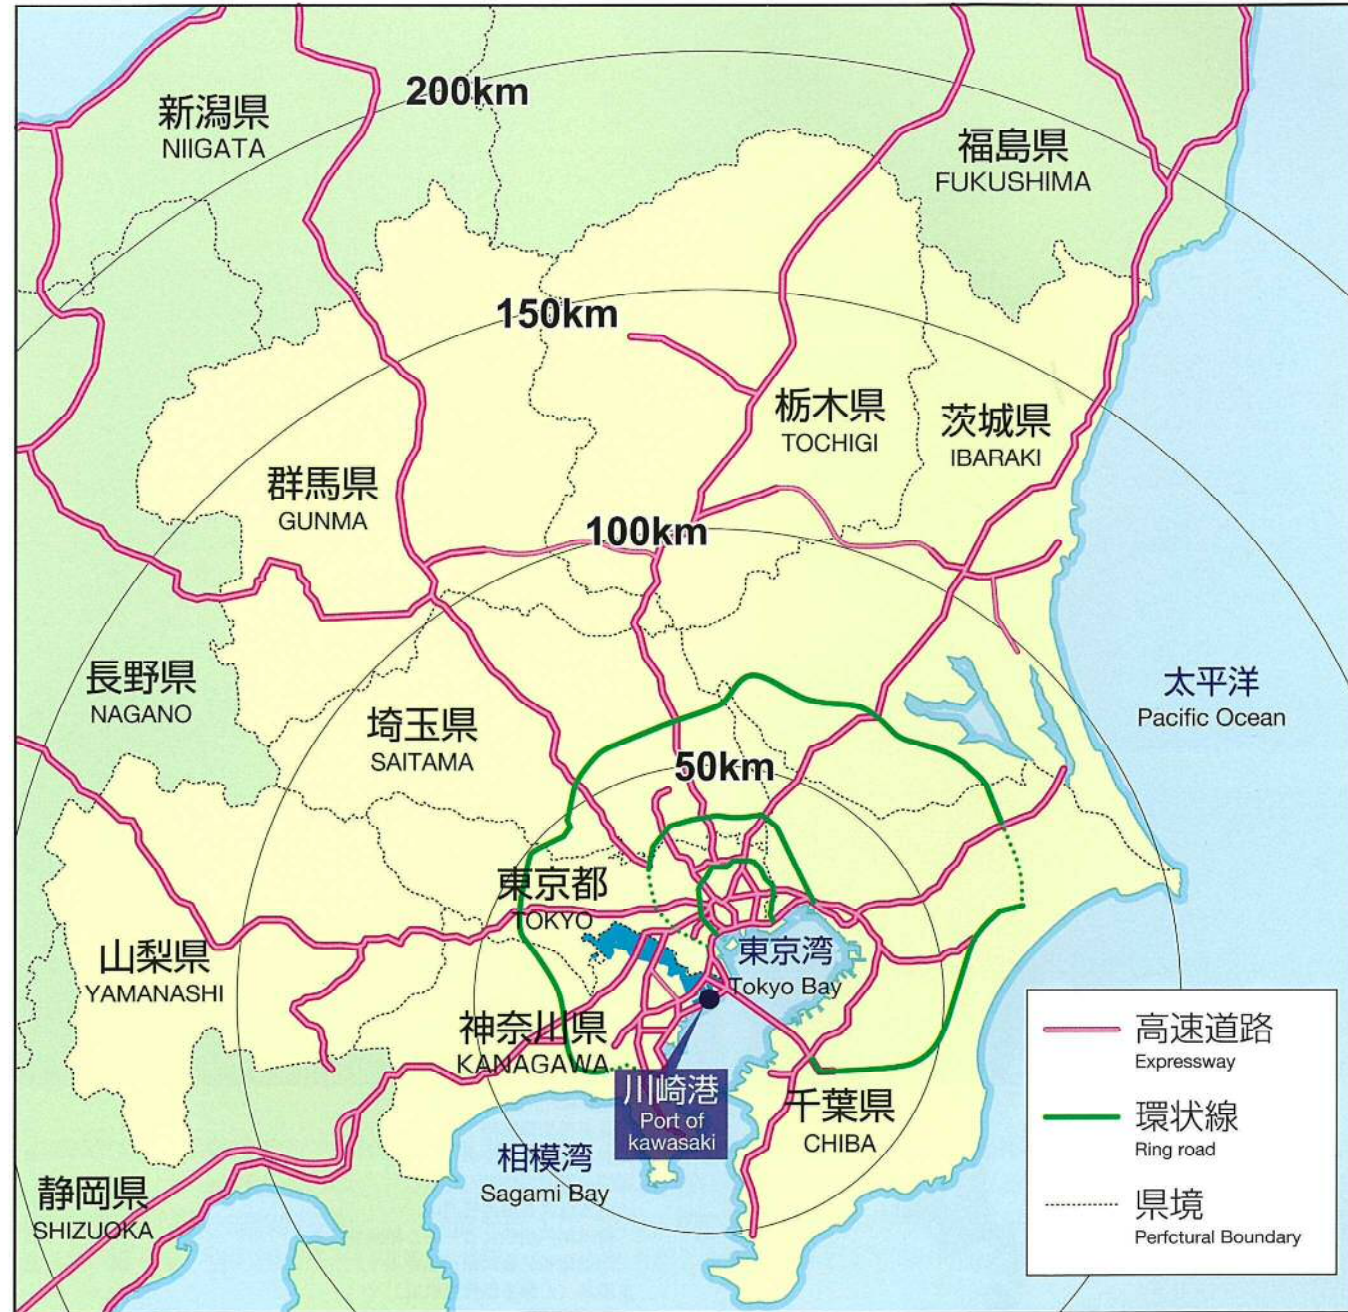 200km
新潟県
NIIGATA
福島県
FUKUSHIMA
150km
栃木県
TOCHIGI
茨城県
IBARAKI
群馬県
GUNMA
100km
長野県
NAGANO
埼玉県
SAITAMA
太平洋
Pacific Ocean
50km
東京都
TOKYO
東京湾
Tokyo Bay
山梨県
YAMANASHI
神奈川県
KANAGAWA
川崎港
Port of
kawasaki
千葉県
CHIBA
相模湾
Sagami Bay
静岡県
SHIZUOKA
高速道路
Expressway
環状線
Ring road
県境
Perfctural Boundary